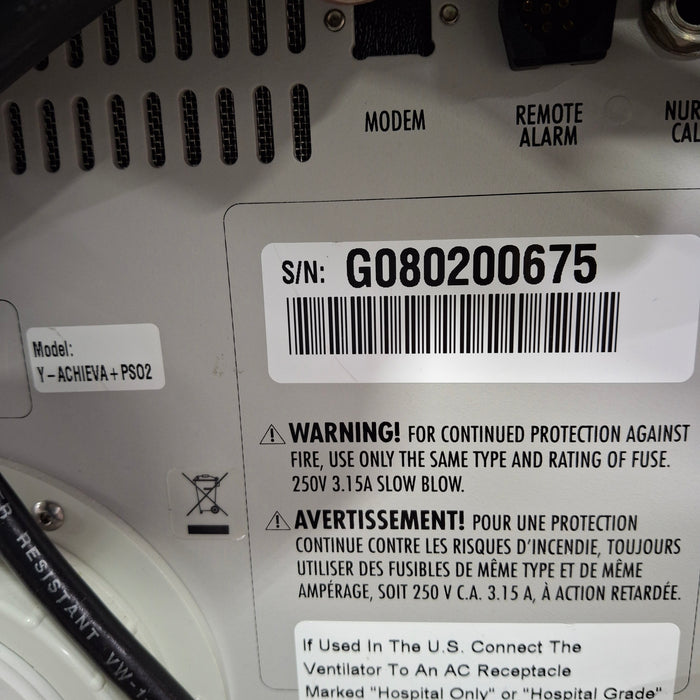 MODEM
REMOTE
ALARM
S/N: G080200675
Model:
Y-ACHIEVA+PSO2
WARNING! FOR CONTINUED PROTECTION AGAINST
FIRE, USE ONLY THE SAME TYPE AND RATING OF FUSE.
250V 3.15A SLOW BLOW.
AVERTISSEMENT! POUR UNE PROTECTION
CONTINUE CONTRE LES RISQUES D'INCENDIE, TOUJOURS
UTILISER DES FUSIBLES DE MÊME TYPE ET DE MÊME
AMPÉRAGE, SOIT 250 V C.A. 3.15 A, À ACTION RETARDÉE.
If Used In The U.S. Connect The
Ventilator To An AC Receptacle
Marked "Hospital Only" or "Hospital Grade"
RESISTANT VW-1